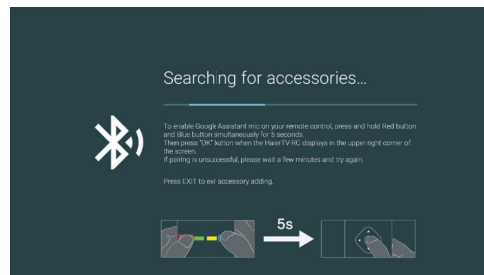 Searching for accessories...
To enable Google Assistant mic on your remote control, press and hold Red button
and Blue button simultaneously for 5 seconds.
Then press "OK" button when the HaierTV-RC displays in the upper right corner of
the screen.
If pairing is unsuccessful, please wait a few minutes and try again.
Press EXIT to exit accessory adding.
5s